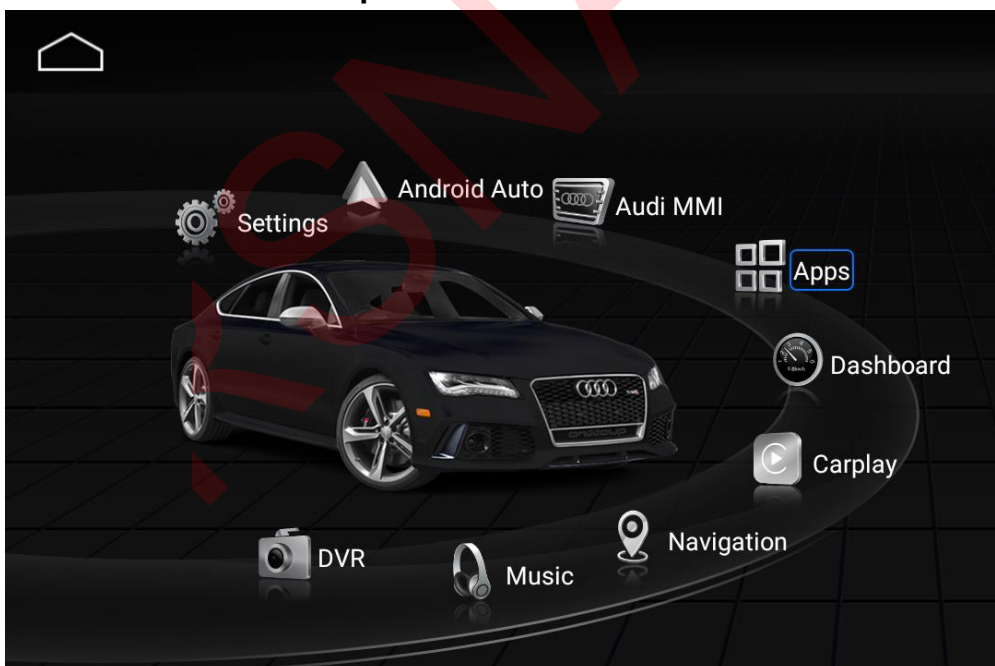 Android Auto
Settings
Audi MMI
Apps
Dashboard
Carplay
Navigation
DVR
Music